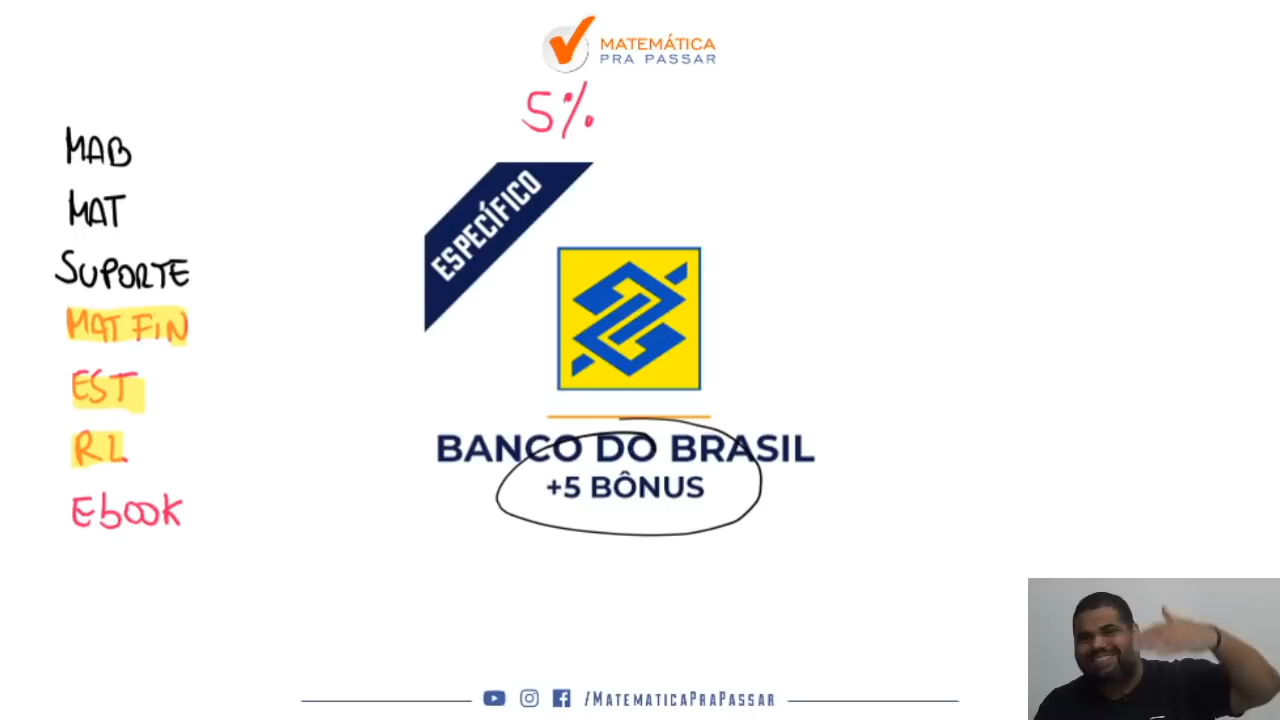 MATEMÁTICA
PRA PASSAR
5%
MAB
MAT
SUPORTE
MAT FIN
EST
RL
Ebook
ESPECÍFICO
BANCO DO BRASIL
+5 BÔNUS
/MATEMATICAPRAPASSAR